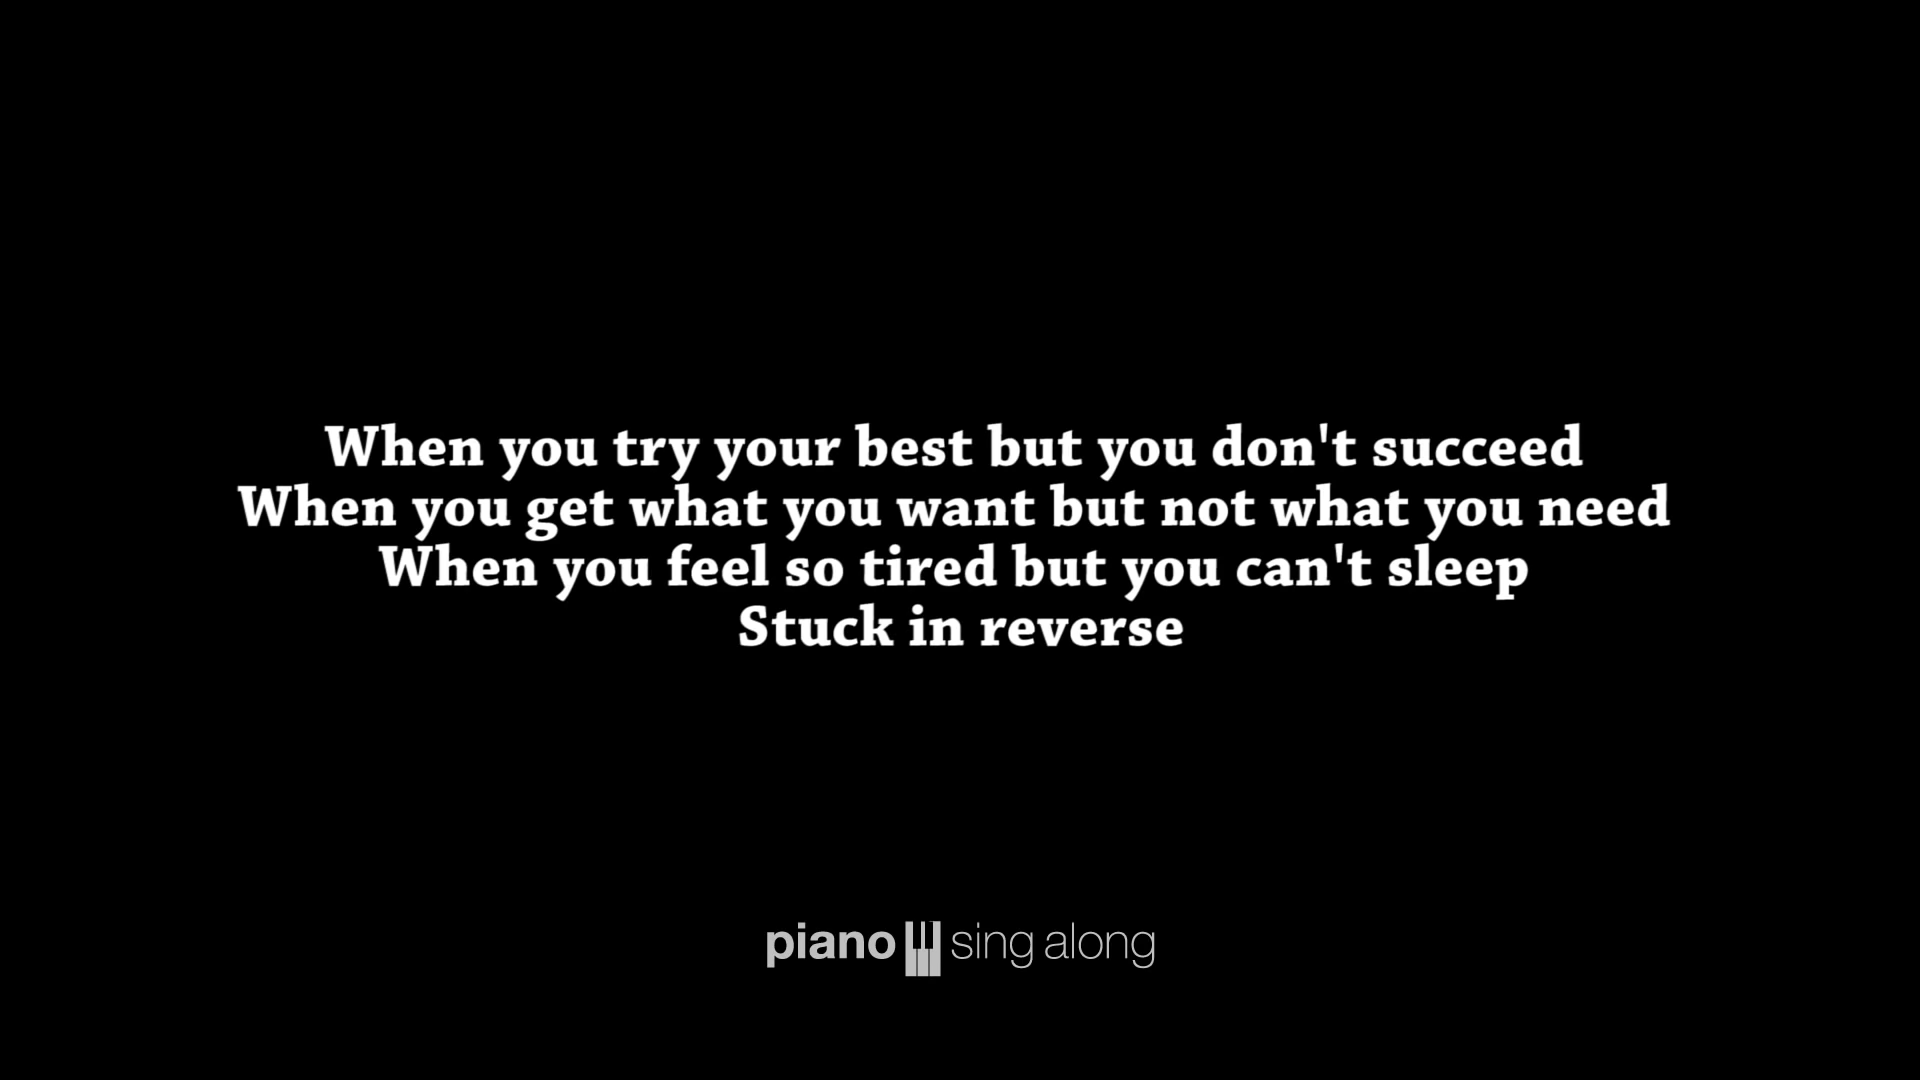 When you try your best but you don't succeed
When you get what you want but not what you need
When you feel so tired but you can't sleep
Stuck in reverse
piano sing along